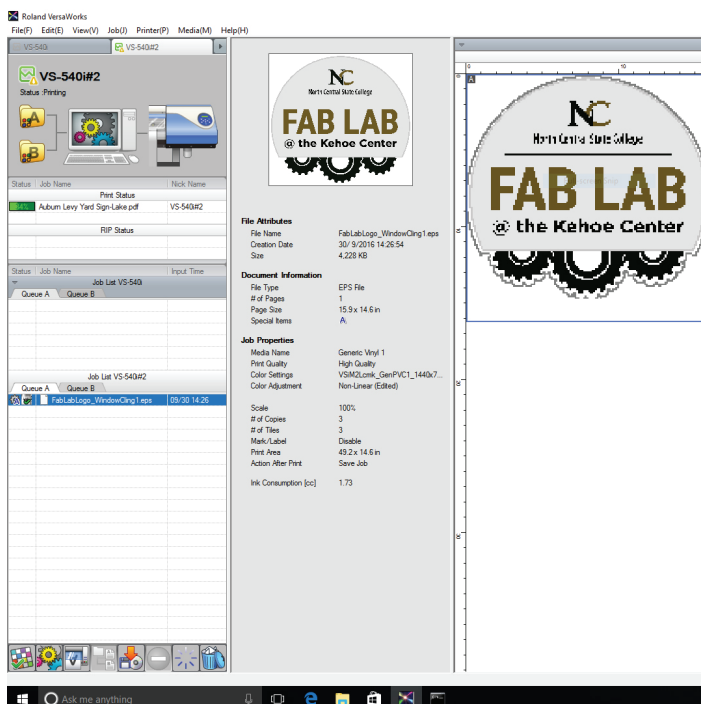 Roland VersaWorks
File(F) Edit(E) View(V) Job(J) Printer(P) Media(M) Help(H)
VS-540i VS-540i#2
VS-540i#2
Status :Printing
A
B
Status Job Name Nick Name
Print Status
Auburn Levy Yard Sign-Lake.pdf VS-540i#2
RIP Status
Status Job Name Input Time
Job List VS-540i
Queue A Queue B
Job List VS-540i#2
Queue A Queue B
FabLabLogo_WindowCling1.eps 09/30 14:26
NC
North Central State College
FAB LAB
@ the Kehoe Center
File Attributes
File Name FabLabLogo_WindowCling1.eps
Creation Date 30/ 9/2016 14:26:54
Size 4,228 KB
Document Information
File Type EPS File
# of Pages 1
Page Size 15.9 x 14.6 in
Special Items A
Job Properties
Media Name Generic Vinyl 1
Print Quality High Quality
Color Settings VSIM2Lcmk_GenPVC1_1440x7...
Color Adjustment Non-Linear (Edited)
Scale 100%
# of Copies 3
# of Tiles 3
Mark/Label Disable
Print Area 49.2 x 14.6 in
Action After Print Save Job
Ink Consumption [cc] 1.73
0 10
A
NC
North Central State College
FAB LAB
@ the Kehoe Center
Ask me anything